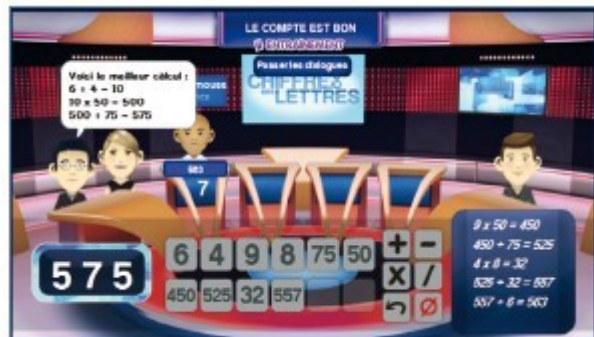 LE COMPTE EST BON
ENTRAÎNEMENT
Passer les dialogues
Voici le meilleur calcul :
6 + 4 = 10
10 x 50 = 500
500 + 75 = 575
CHIFFRES
LETTRES
7
575
6 4 9 8 75 50 + -
450 525 32 557 X /
9 x 50 = 450
450 + 75 = 525
4 x 8 = 32
525 + 32 = 557
557 + 6 = 563